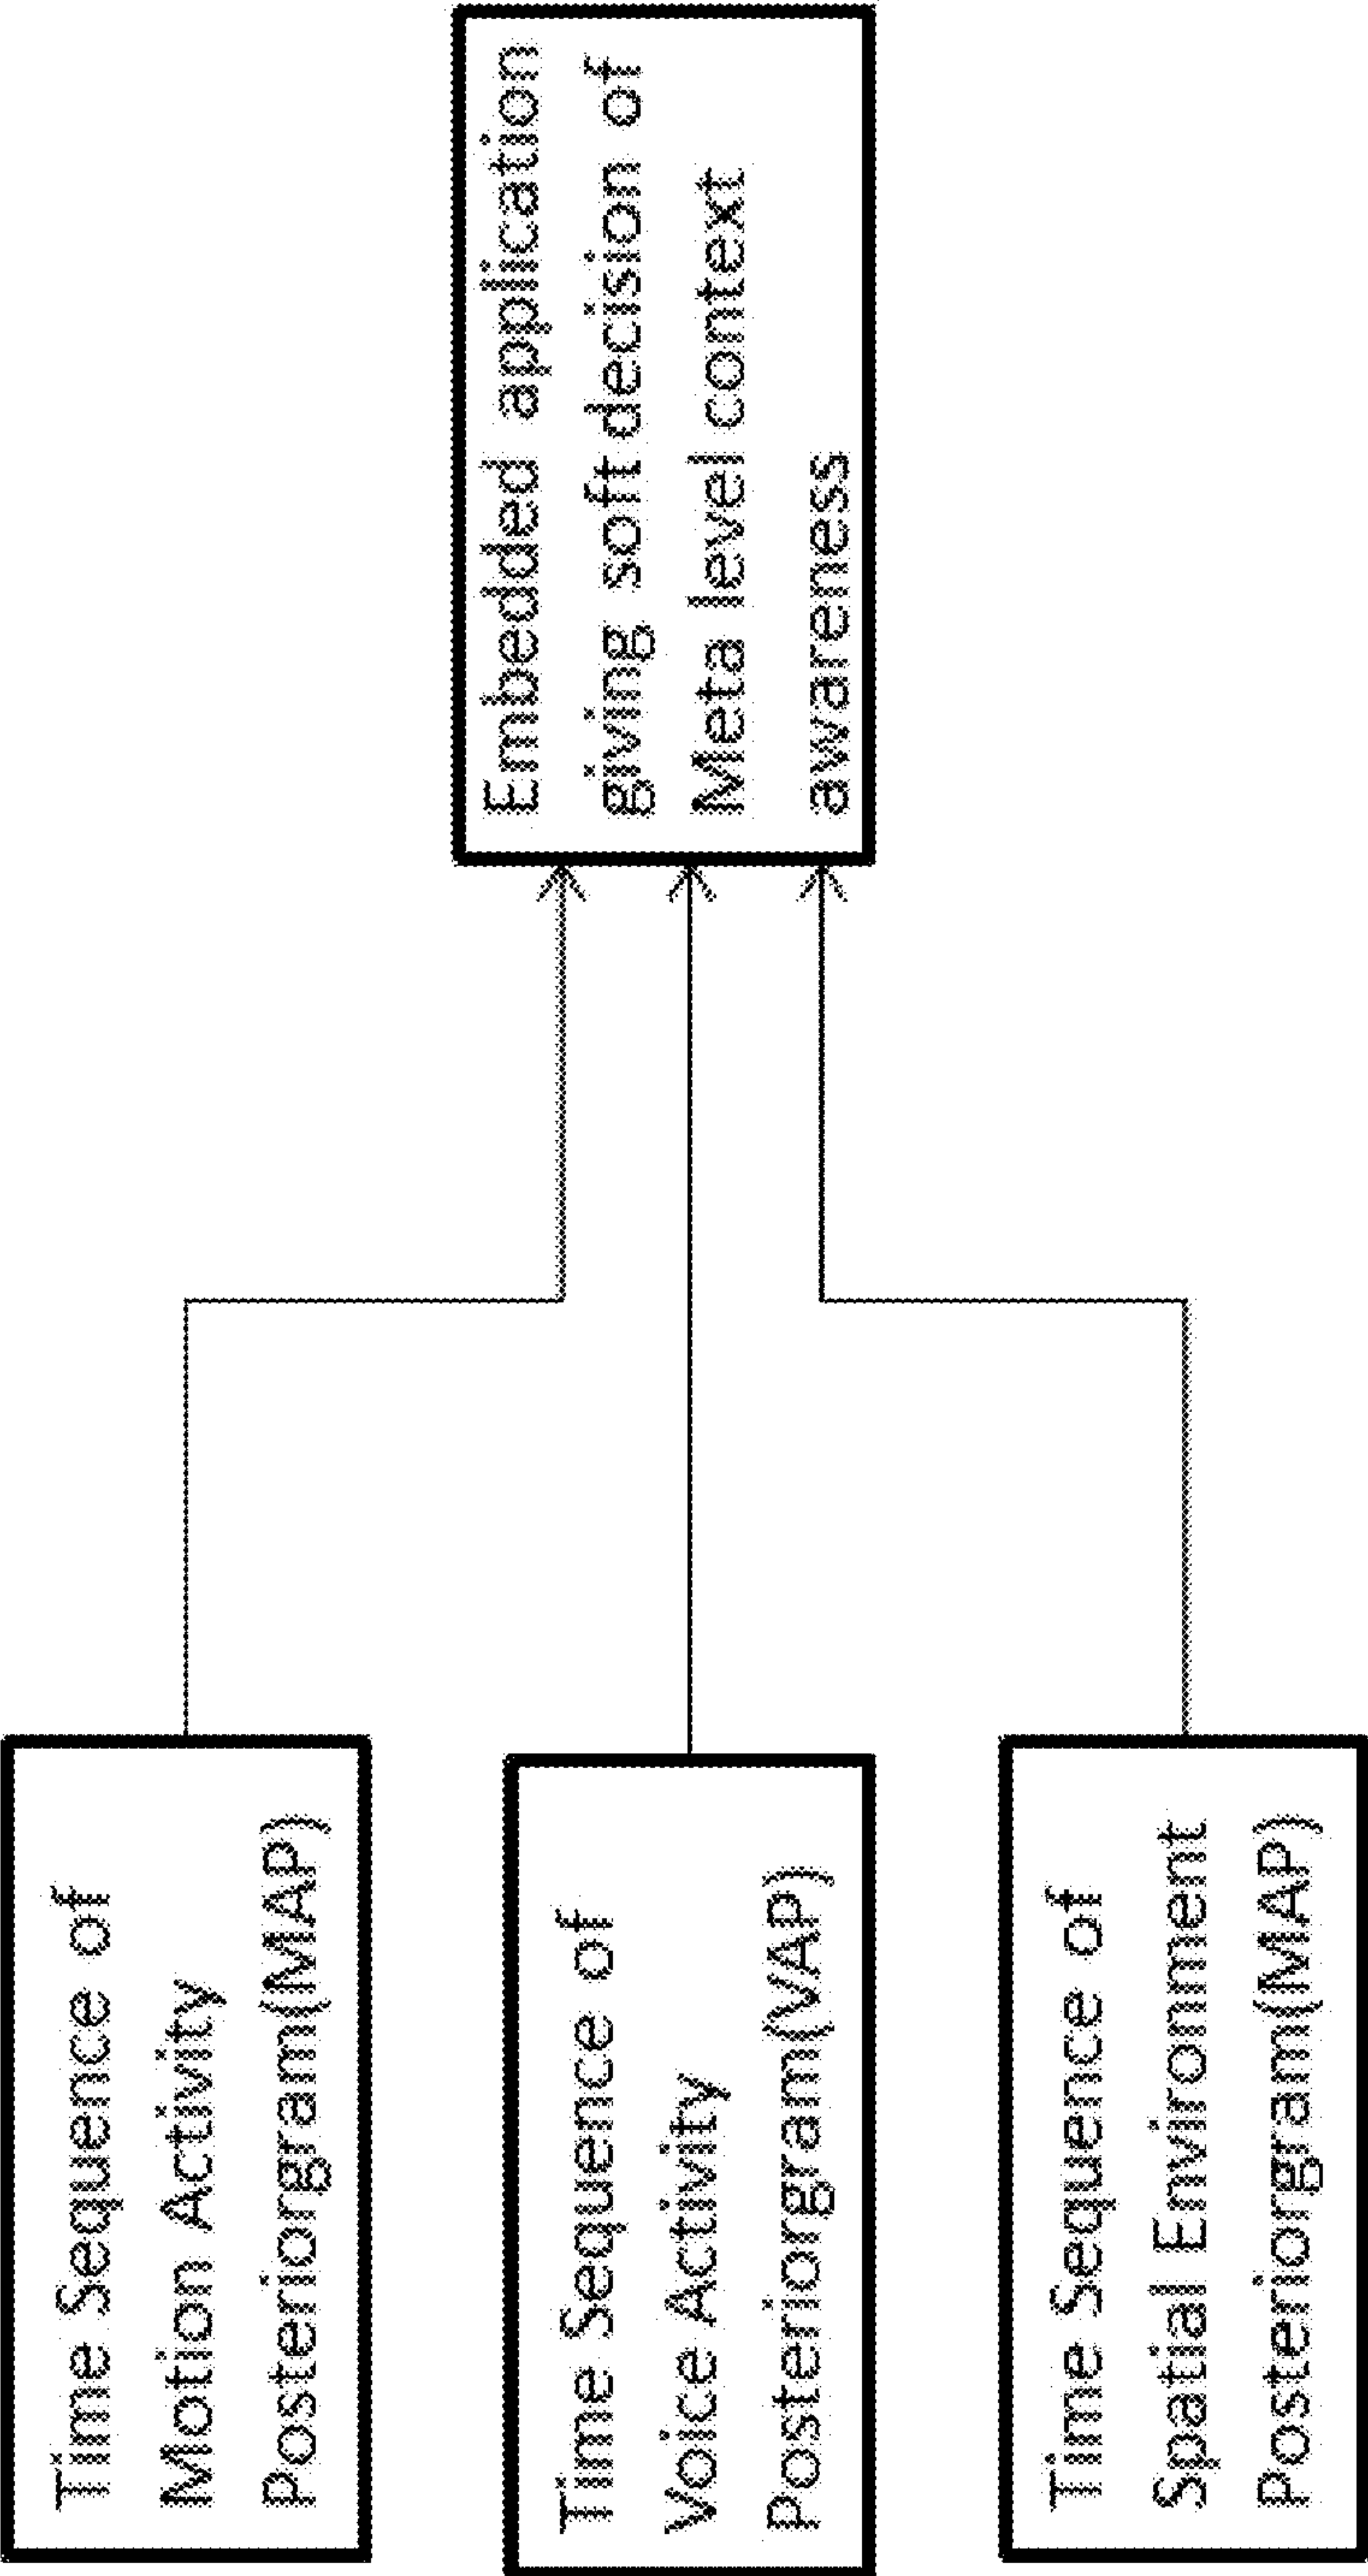 Time Sequence of
Motion Activity
Posteriorgram(MAP)
Time Sequence of
Voice Activity
Posteriorgram(VAP)
Time Sequence of
Spatial Environment
Posteriorgram(MAP)
Embedded application
giving soft decision of
Meta level context
awareness